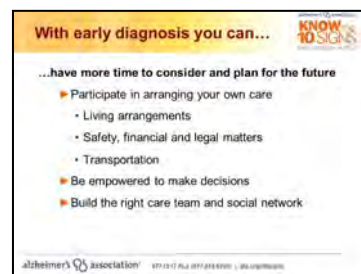 With early diagnosis you can…
KNOW
10 SIGNS
…have more time to consider and plan for the future
Participate in arranging your own care
• Living arrangements
• Safety, financial and legal matters
• Transportation
Be empowered to make decisions
Build the right care team and social network
alzheimer's association